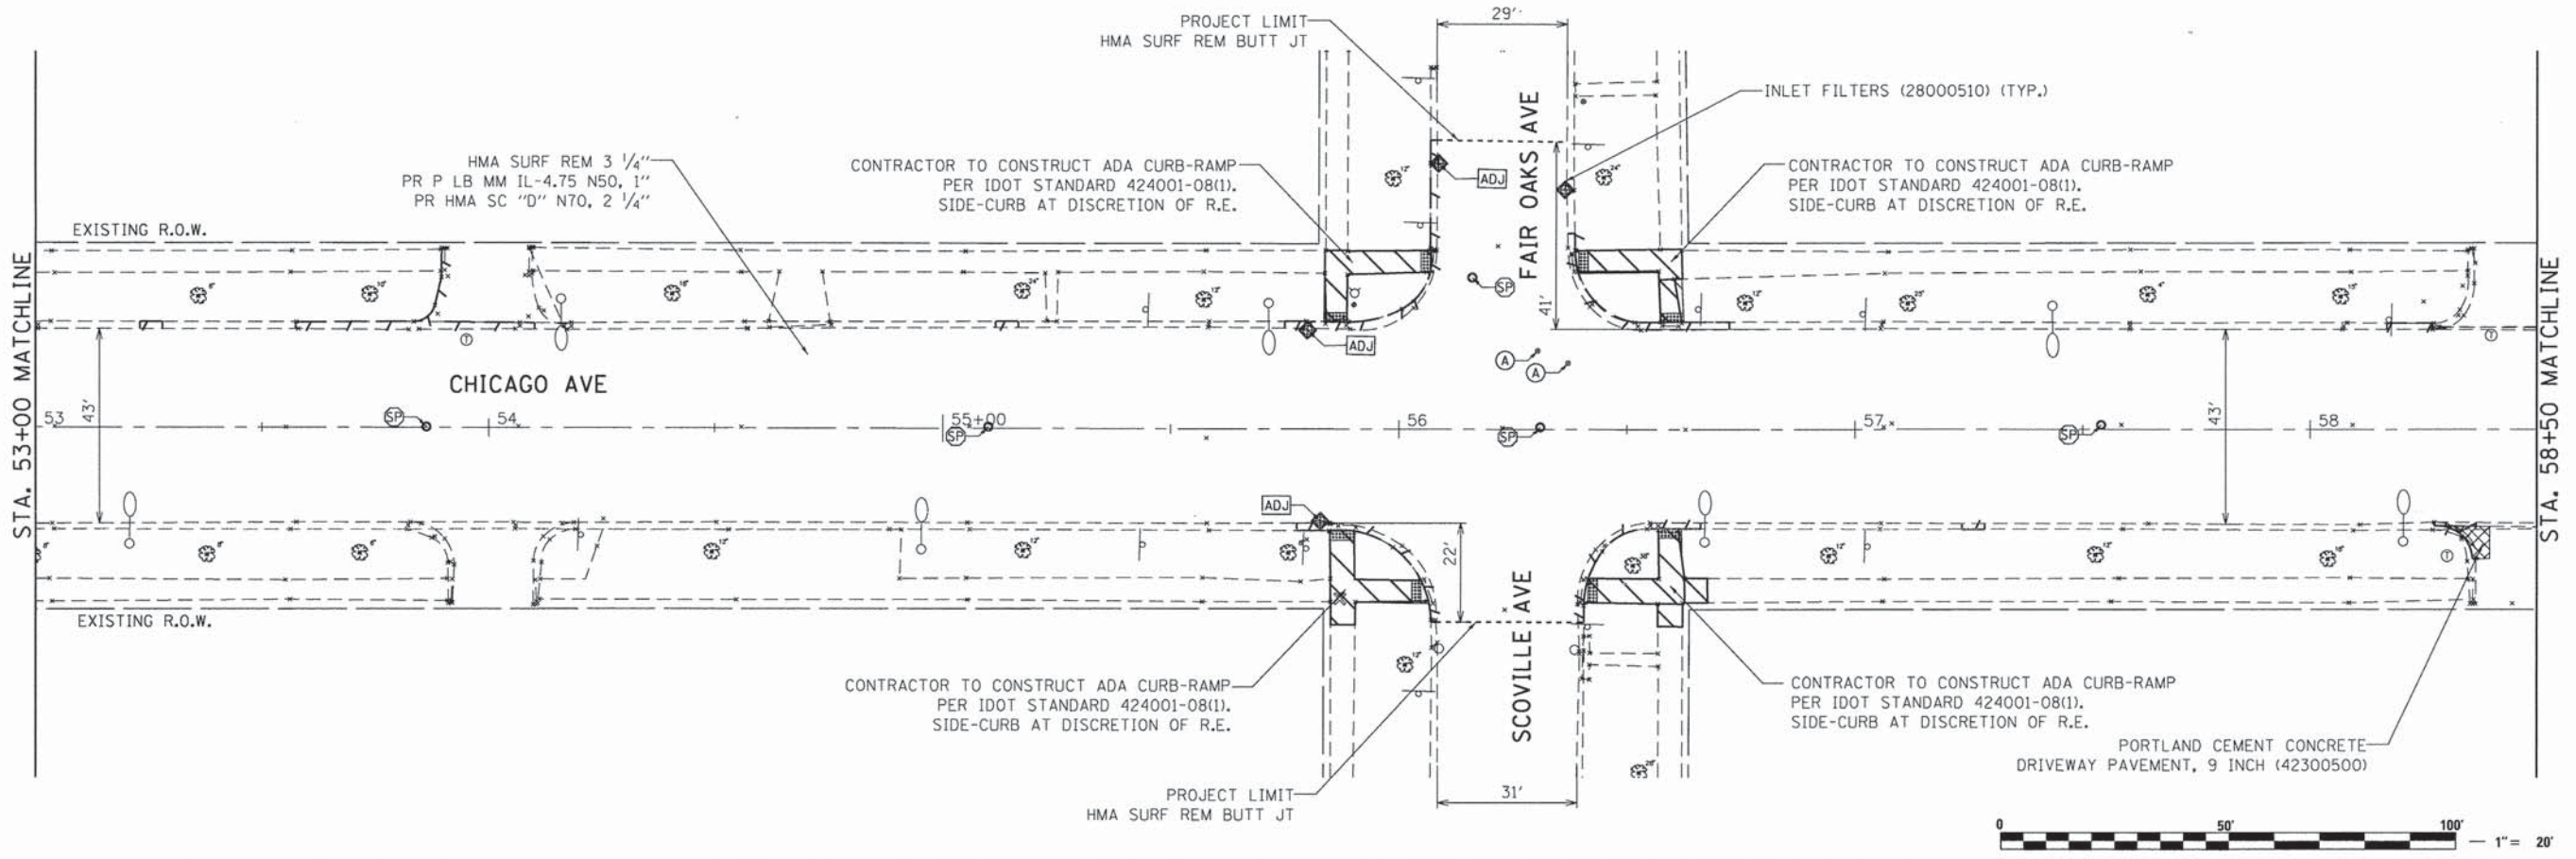 29'
PROJECT LIMIT
HMA SURF REM BUTT JT
INLET FILTERS (28000510) (TYP.)
FAIR OAKS AVE
HMA SURF REM 3 1/4"
PR P LB MM IL-4.75 N50, 1"
PR HMA SC "D" N70, 2 1/4"
CONTRACTOR TO CONSTRUCT ADA CURB-RAMP
PER IDOT STANDARD 424001-08(1).
SIDE-CURB AT DISCRETION OF R.E.
ADJ
CONTRACTOR TO CONSTRUCT ADA CURB-RAMP
PER IDOT STANDARD 424001-08(1).
SIDE-CURB AT DISCRETION OF R.E.
EXISTING R.O.W.
STA. 53+00 MATCHLINE
STA. 58+50 MATCHLINE
SP
41'
T
ADJ
T
A
A
CHICAGO AVE
43'
43'
53
SP
54
55+00
SP
56
SP
57
SP
58
ADJ
22'
T
EXISTING R.O.W.
SCOVILLE AVE
CONTRACTOR TO CONSTRUCT ADA CURB-RAMP
PER IDOT STANDARD 424001-08(1).
SIDE-CURB AT DISCRETION OF R.E.
CONTRACTOR TO CONSTRUCT ADA CURB-RAMP
PER IDOT STANDARD 424001-08(1).
SIDE-CURB AT DISCRETION OF R.E.
PORTLAND CEMENT CONCRETE
DRIVEWAY PAVEMENT, 9 INCH (42300500)
PROJECT LIMIT
HMA SURF REM BUTT JT
31'
0 50' 100'
1" = 20'